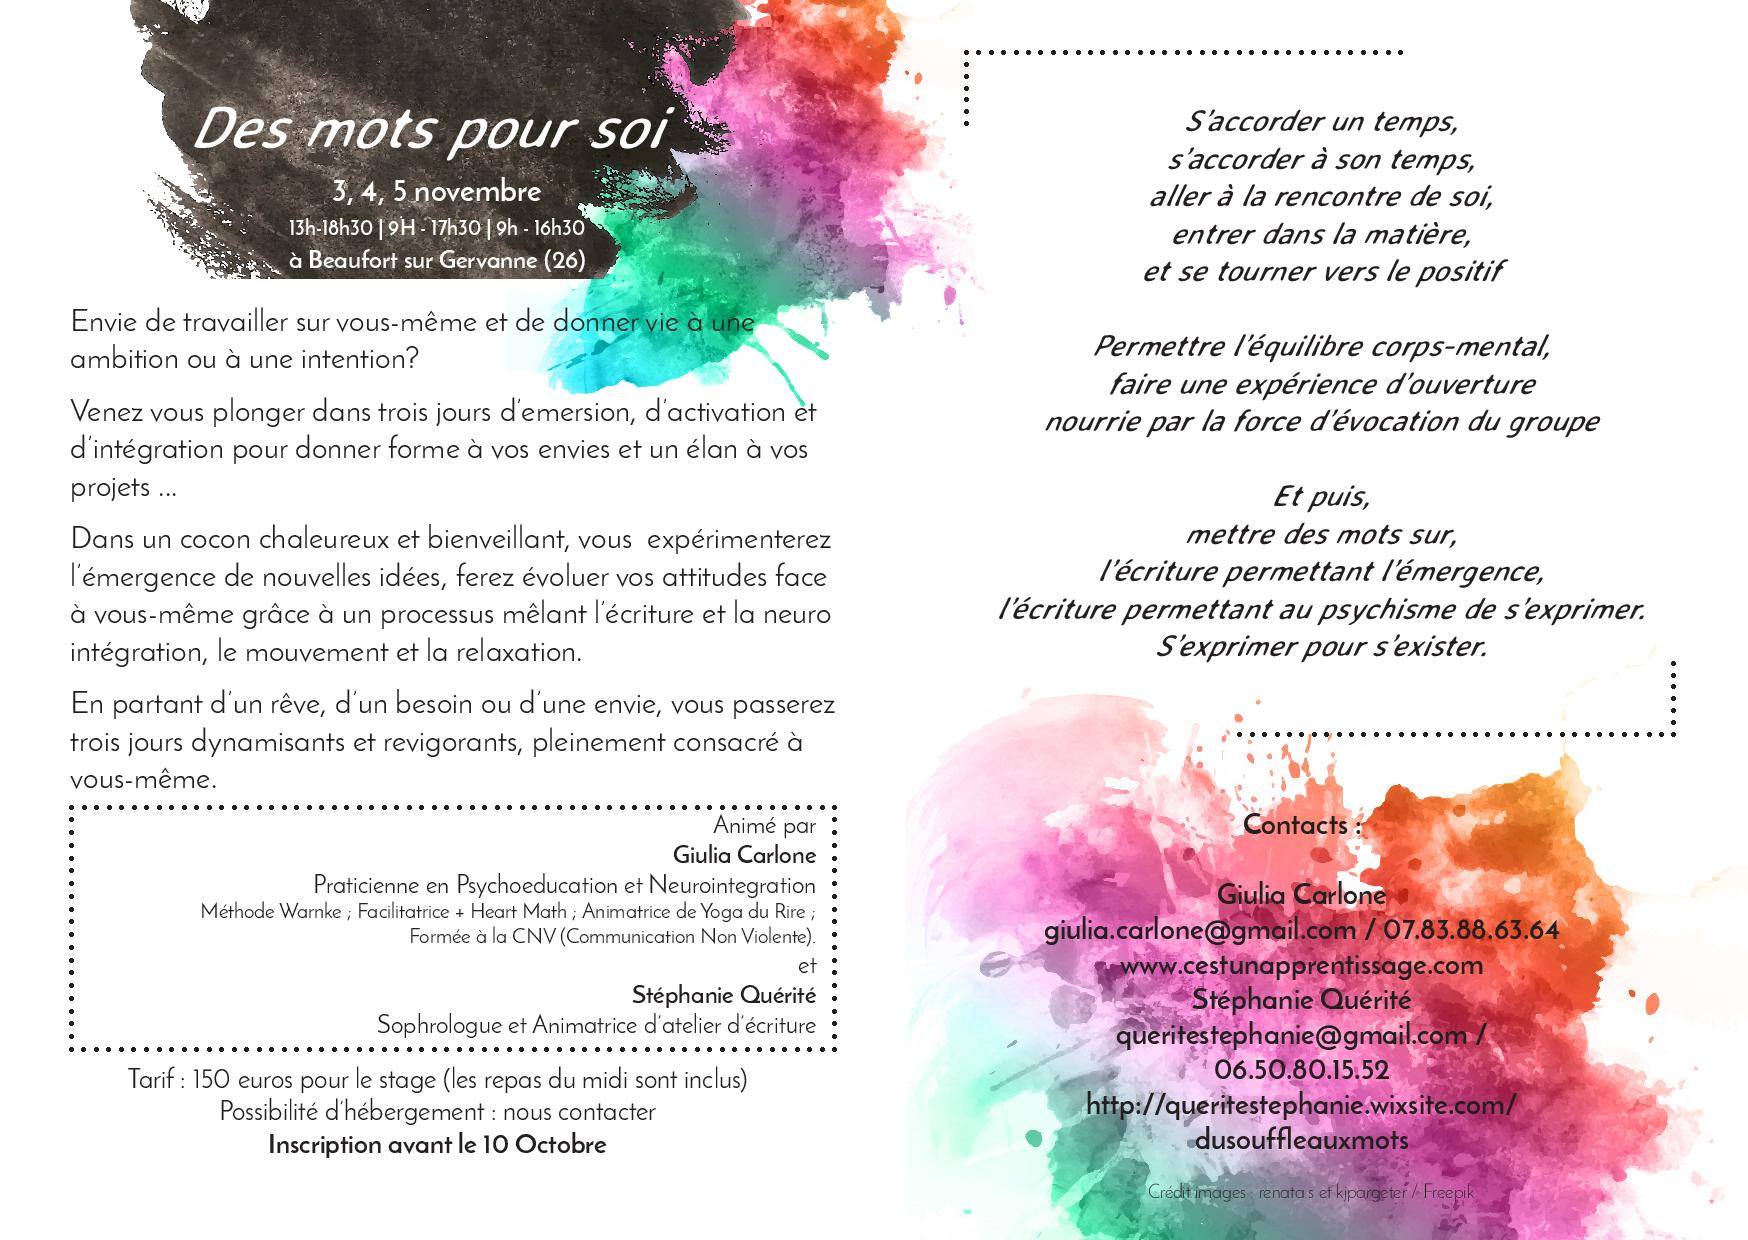 Des mots pour soi
3, 4, 5 novembre
13h-18h30 | 9H - 17h30 | 9h - 16h30
à Beaufort sur Gervanne (26)
Envie de travailler sur vous-même et de donner vie à une
ambition ou à une intention?
Venez vous plonger dans trois jours d'emersion, d'activation et
d'intégration pour donner forme à vos envies et un élan à vos
projets ...
Dans un cocon chaleureux et bienveillant, vous  expérimenterez
l'émergence de nouvelles idées, ferez évoluer vos attitudes face
à vous-même grâce à un processus mêlant l'écriture et la neuro
intégration, le mouvement et la relaxation.
En partant d'un rêve, d'un besoin ou d'une envie, vous passerez
trois jours dynamisants et revigorants, pleinement consacré à
vous-même.
Animé par
Giulia Carlone
Praticienne en Psychoeducation et Neurointegration
Méthode Warnke ; Facilitatrice + Heart Math ; Animatrice de Yoga du Rire ;
Formée à la CNV (Communication Non Violente).
et
Stéphanie Quérité
Sophrologue et Animatrice d'atelier d'écriture
Tarif : 150 euros pour le stage (les repas du midi sont inclus)
Possibilité d'hébergement : nous contacter
Inscription avant le 10 Octobre
S'accorder un temps,
s'accorder à son temps,
aller à la rencontre de soi,
entrer dans la matière,
et se tourner vers le positif
Permettre l'équilibre corps-mental,
faire une expérience d'ouverture
nourrie par la force d'évocation du groupe
Et puis,
mettre des mots sur,
l'écriture permettant l'émergence,
l'écriture permettant au psychisme de s'exprimer.
S'exprimer pour s'exister.
Contacts :
Giulia Carlone
giulia.carlone@gmail.com / 07.83.88.63.64
www.cestunapprentissage.com
Stéphanie Quérité
queritestephanie@gmail.com /
06.50.80.15.52
http://queritestephanie.wixsite.com/
dusouffleauxmots
Crédit images : renata.s et kjpargeter / Freepik